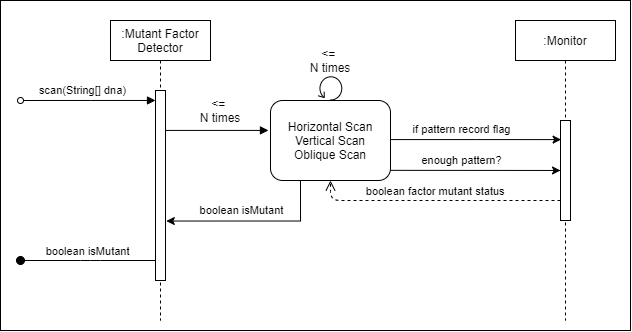 :Mutant Factor
Detector
:Monitor
<=
N times
scan(String[] dna)
<=
N times
Horizontal Scan
Vertical Scan
Oblique Scan
if pattern record flag
enough pattern?
boolean factor mutant status
boolean isMutant
boolean isMutant